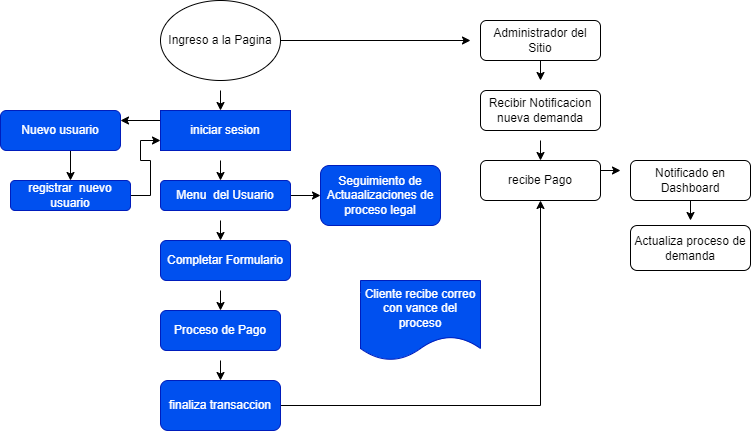 Ingreso a la Pagina
Administrador del
Sitio
Recibir Notificacion
nueva demanda
Nuevo usuario
iniciar sesion
registrar nuevo
usuario
Menu del Usuario
Seguimiento de
Actuaalizaciones de
proceso legal
recibe Pago
Notificado en
Dashboard
Actualiza proceso de
demanda
Completar Formulario
Cliente recibe correo
con vance del
proceso
Proceso de Pago
finaliza transaccion